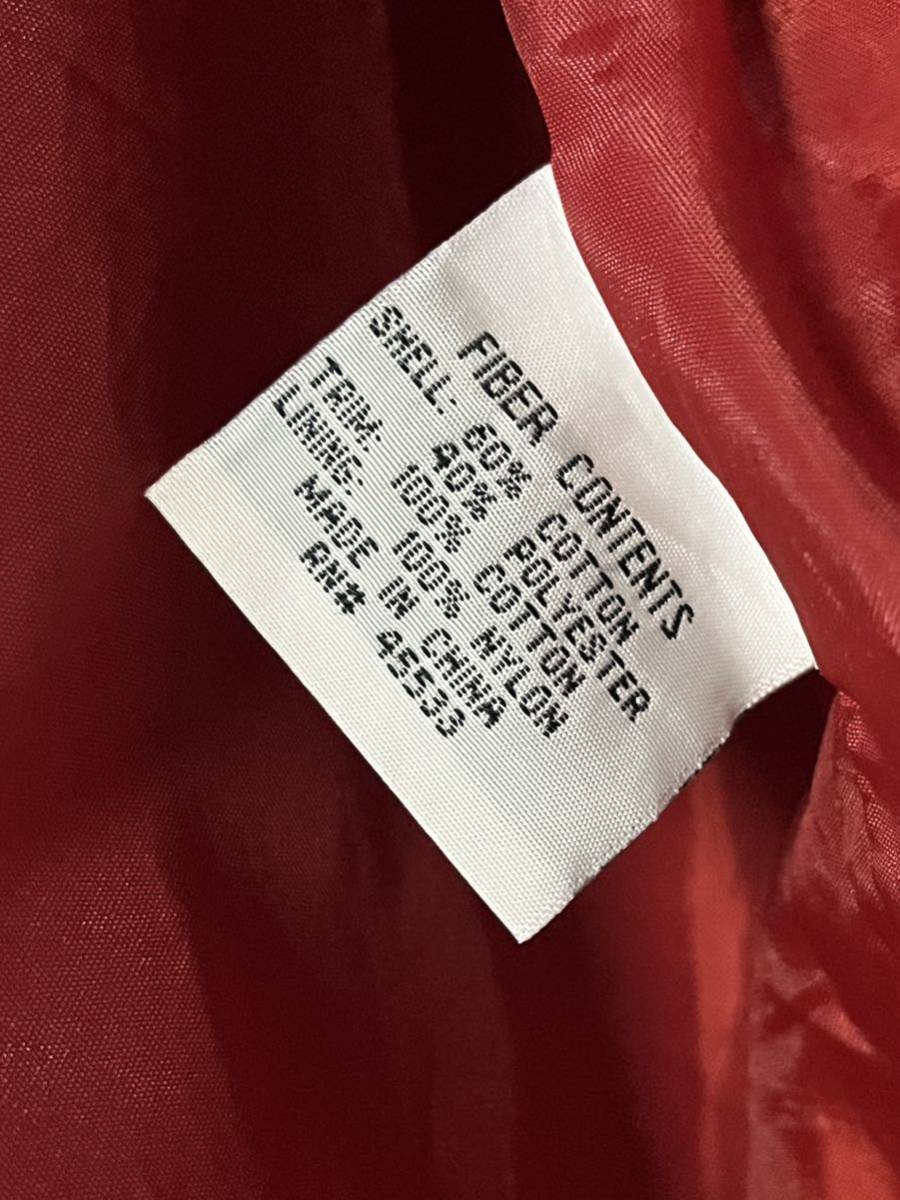 FIBER CONTENTS
SHELL: 60% COTTON
40% POLYESTER
TRIM: 100% COTTON
LINING: 100% NYLON
MADE IN CHINA
RN# 45533